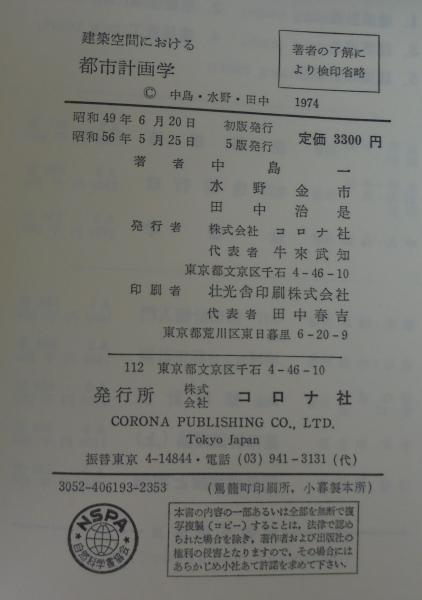 建築空間における
都市計画学
著者の了解に
より検印省略
© 中島・水野・田中 1974
昭和49年 6月20日 初版発行
昭和56年 5月25日 5版発行
定価 3300 円
著者 中島一
水野金市
田中治是
発行者 株式会社 コロナ社
代表者 牛來武知
東京都文京区千石 4-46-10
印刷者 壮光舎印刷株式会社
代表者 田中春吉
東京都荒川区東日暮里 6-20-9
112 東京都文京区千石 4-46-10
発行所 株式会社 コロナ社
CORONA PUBLISHING CO., LTD.
Tokyo Japan
振替東京 4-14844・電話 (03) 941-3131 (代)
3052-406193-2353 (駕籠町印刷所, 小暮製本所)
NSPA
自然科学書協会
本書の内容の一部あるいは全部を無断で複
写複製(コピー)することは, 法律で認め
られた場合を除き, 著作者および出版社の
権利の侵害となりますので, その場合には
あらかじめ小社あて許諾を求めて下さい.